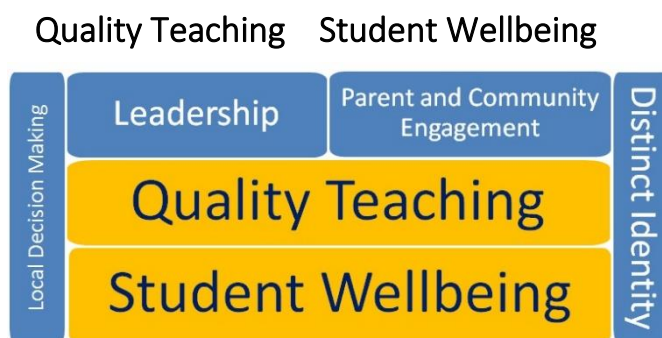 Quality Teaching Student Wellbeing
Local Decision Making
Leadership
Parent and Community
Engagement
Distinct Identity
Quality Teaching
Student Wellbeing